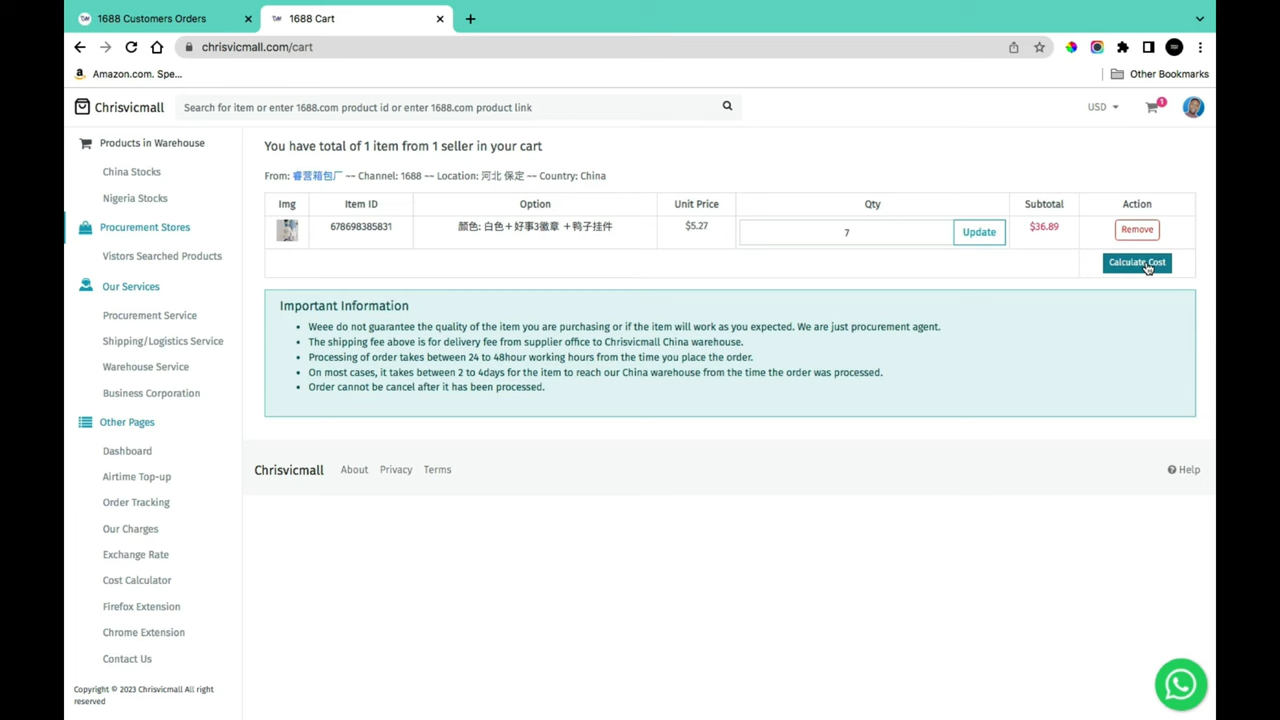 1688 Customers Orders
1688 Cart
chrisvicmall.com/cart
Amazon.com. Spe...
Other Bookmarks
Chrisvicmall
Search for item or enter 1688.com product id or enter 1688.com product link
USD
1
Products in Warehouse
China Stocks
Nigeria Stocks
Procurement Stores
Vistors Searched Products
Our Services
Procurement Service
Shipping/Logistics Service
Warehouse Service
Business Corporation
Other Pages
Dashboard
Airtime Top-up
Order Tracking
Our Charges
Exchange Rate
Cost Calculator
Firefox Extension
Chrome Extension
Contact Us
Copyright © 2023 Chrisvicmall All right
reserved
You have total of 1 item from 1 seller in your cart
From: 睿营箱包厂 ~~ Channel: 1688 ~~ Location: 河北 保定 ~~ Country: China
Img Item ID Option Unit Price Qty Subtotal Action
678698385831 颜色: 白色＋好事3徽章 ＋鸭子挂件 $5.27 7 Update $36.89 Remove
Calculate Cost
Important Information
• Weee do not guarantee the quality of the item you are purchasing or if the item will work as you expected. We are just procurement agent.
• The shipping fee above is for delivery fee from supplier office to Chrisvicmall China warehouse.
• Processing of order takes between 24 to 48hour working hours from the time you place the order.
• On most cases, it takes between 2 to 4days for the item to reach our China warehouse from the time the order was processed.
• Order cannot be cancel after it has been processed.
Chrisvicmall About Privacy Terms
Help